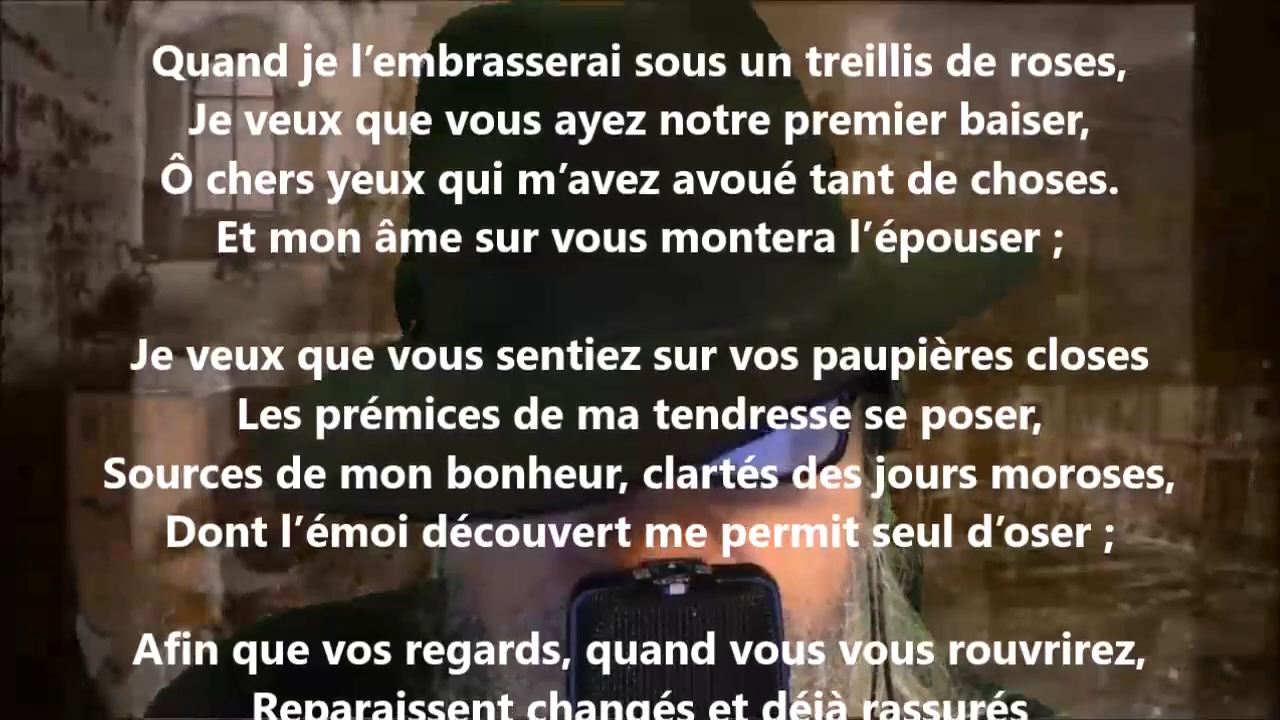 Quand je l’embrasserai sous un treillis de roses,
Je veux que vous ayez notre premier baiser,
Ô chers yeux qui m’avez avoué tant de choses.
Et mon âme sur vous montera l’épouser ;
Je veux que vous sentiez sur vos paupières closes
Les prémices de ma tendresse se poser,
Sources de mon bonheur, clartés des jours moroses,
Dont l’émoi découvert me permit seul d’oser ;
Afin que vos regards, quand vous vous rouvrirez,
Reparaissent changés et déjà rassurés